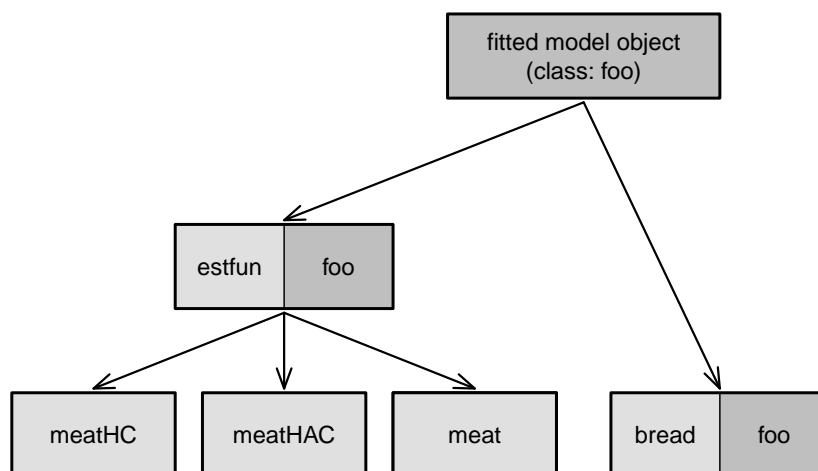 fitted model object
(class: foo)
estfun
foo
meatHC
meatHAC
meat
bread
foo